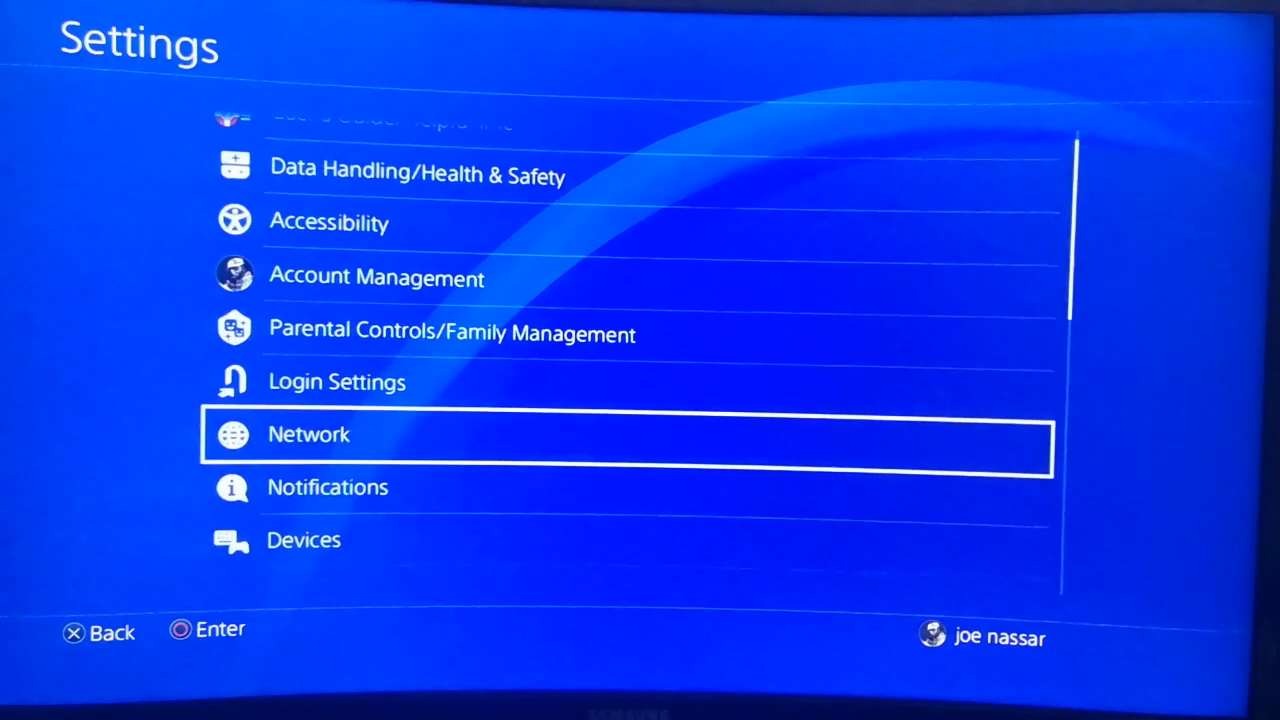 Settings
Data Handling/Health & Safety
Accessibility
Account Management
Parental Controls/Family Management
Login Settings
Network
Notifications
Devices
Back
Enter
joe nassar
SAMSUNG